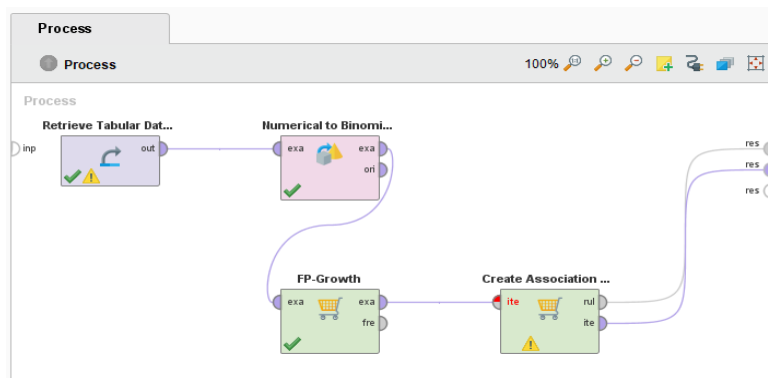 Process
Process
100%
Process
Retrieve Tabular Dat...
Numerical to Binomi...
inp
out
exa
exa
ori
res
res
res
FP-Growth
Create Association ...
exa
exa
fre
ite
rul
ite